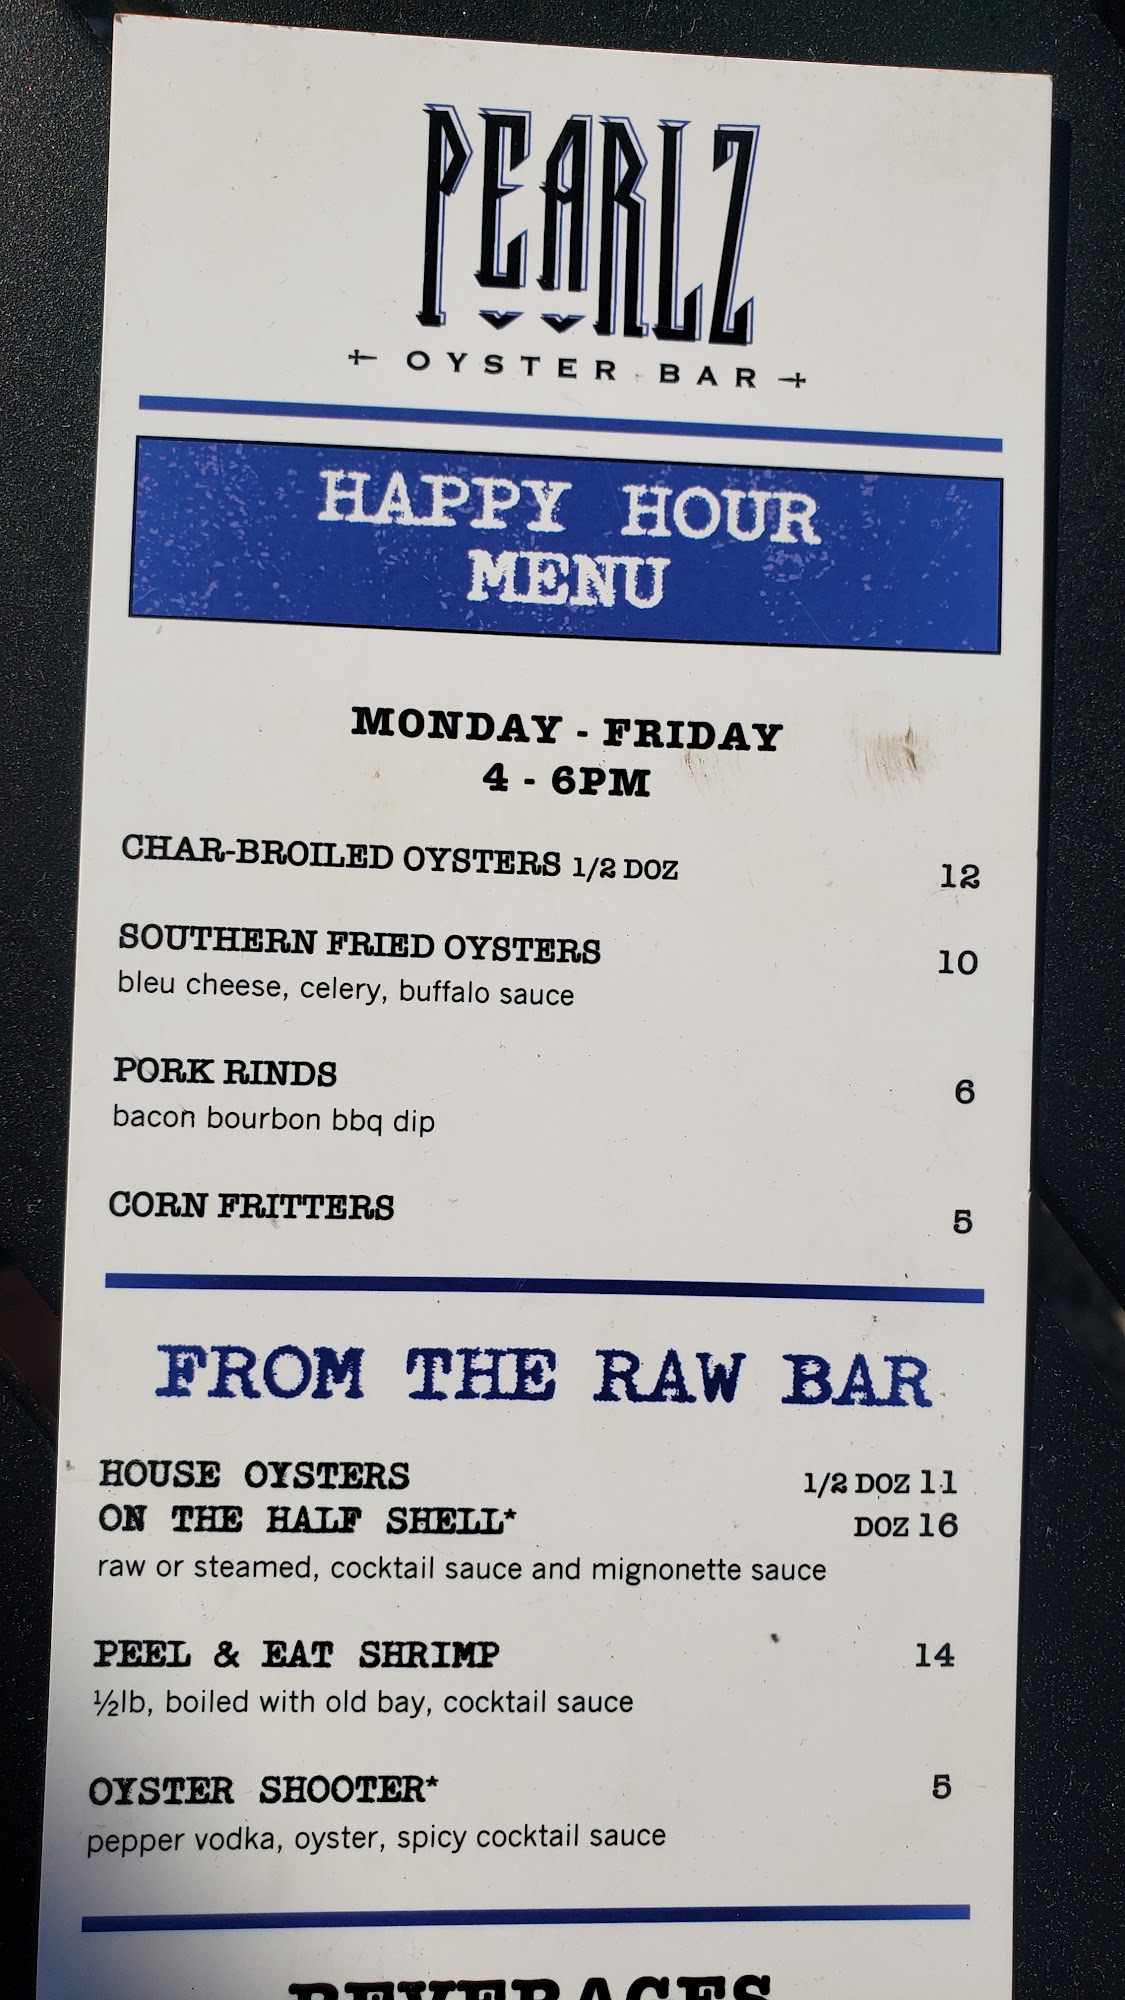 PEARLZ
OYSTER BAR
HAPPY HOUR
MENU
MONDAY - FRIDAY
4 - 6PM
CHAR-BROILED OYSTERS 1/2 DOZ 12
SOUTHERN FRIED OYSTERS 10
bleu cheese, celery, buffalo sauce
PORK RINDS 6
bacon bourbon bbq dip
CORN FRITTERS 5
FROM THE RAW BAR
HOUSE OYSTERS 1/2 DOZ 11
ON THE HALF SHELL* DOZ 16
raw or steamed, cocktail sauce and mignonette sauce
PEEL & EAT SHRIMP 14
½lb, boiled with old bay, cocktail sauce
OYSTER SHOOTER* 5
pepper vodka, oyster, spicy cocktail sauce
BEVERAGES